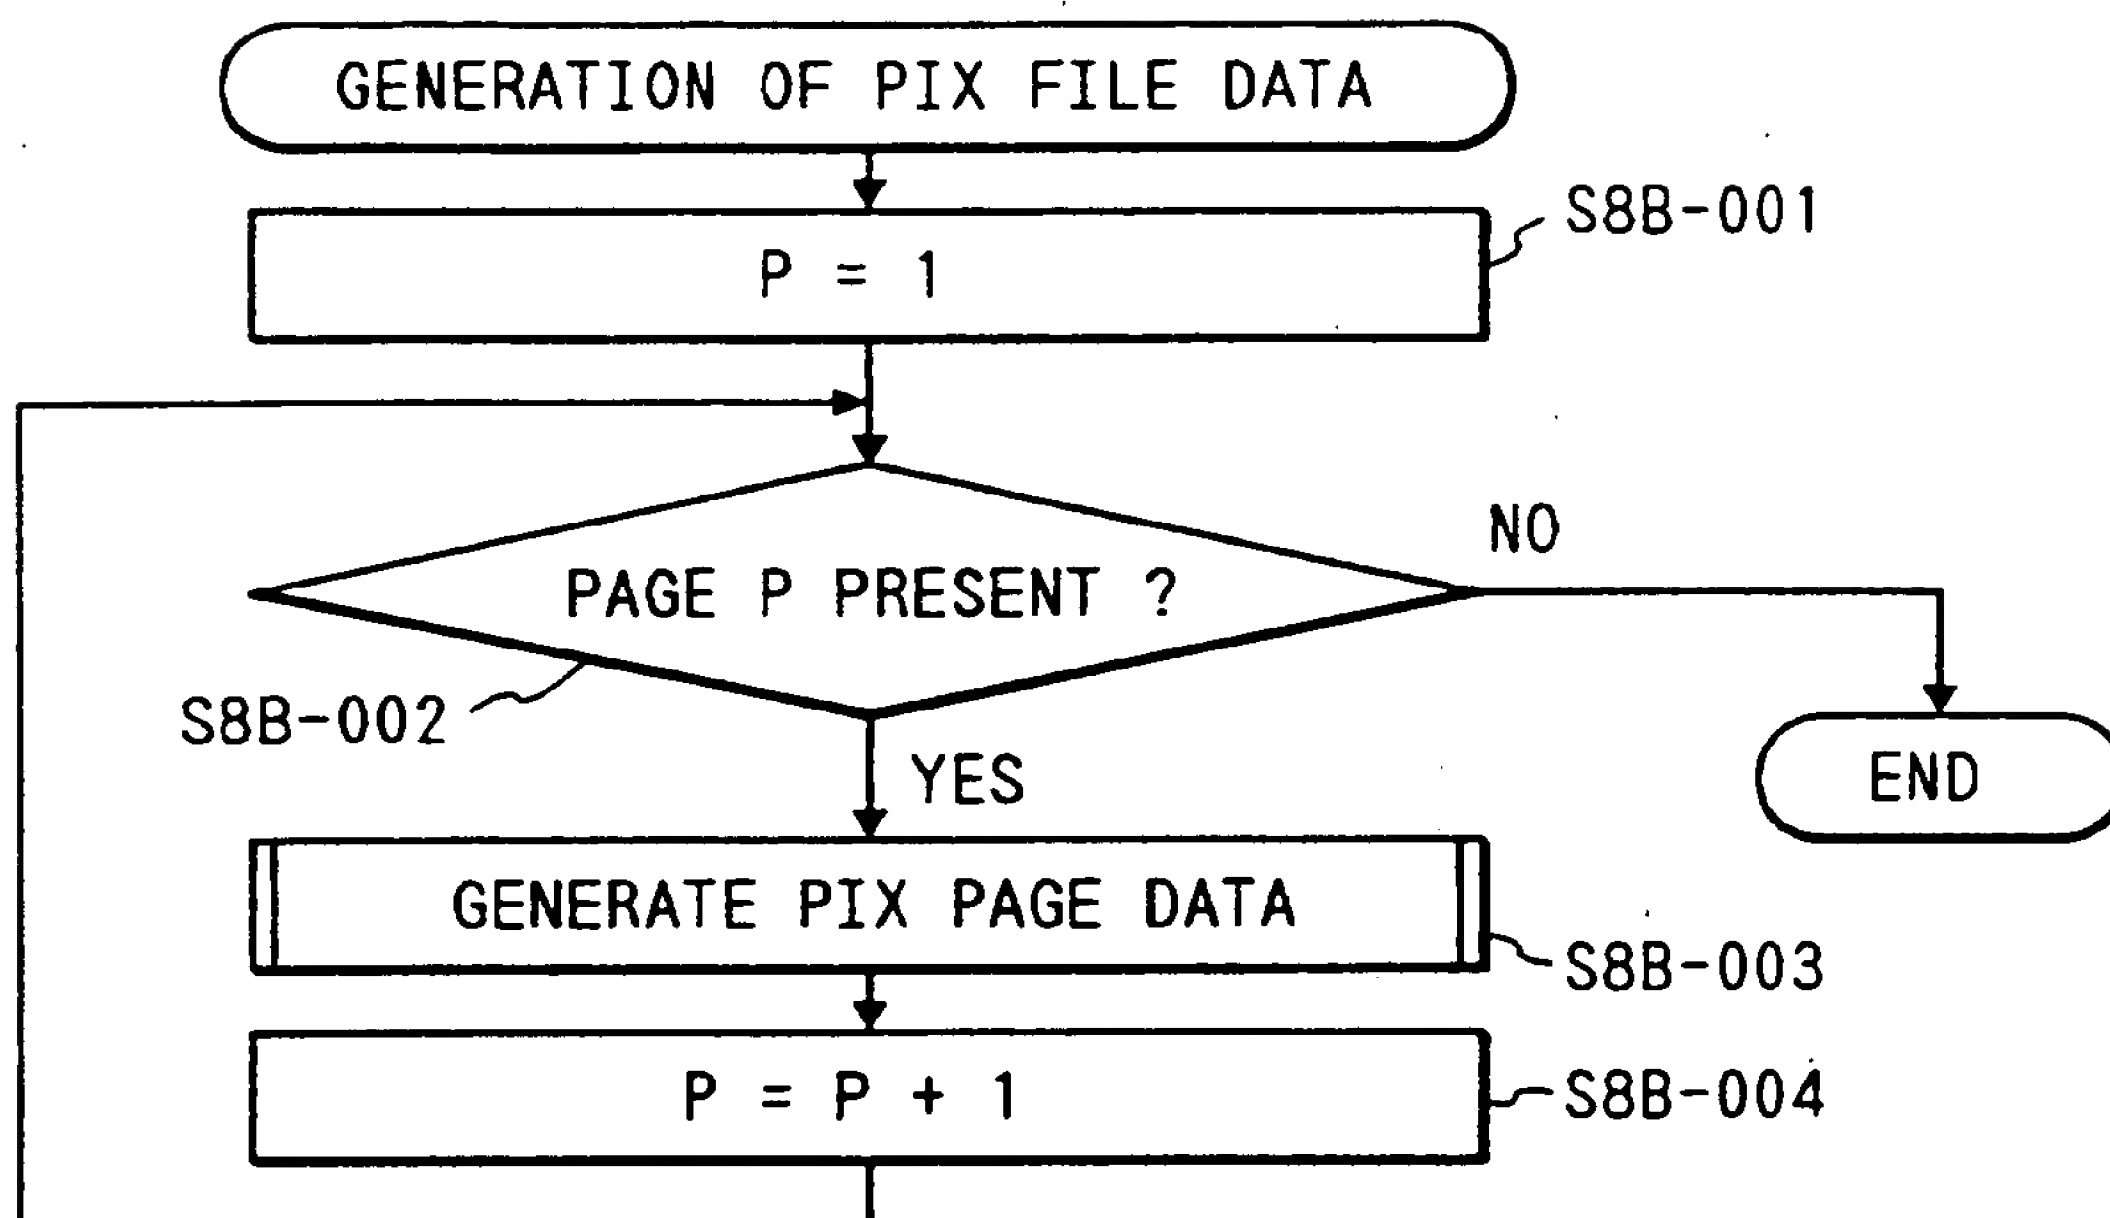 GENERATION OF PIX FILE DATA
S8B-001
P = 1
NO
PAGE P PRESENT ?
S8B-002
YES
END
GENERATE PIX PAGE DATA
S8B-003
P = P + 1
S8B-004